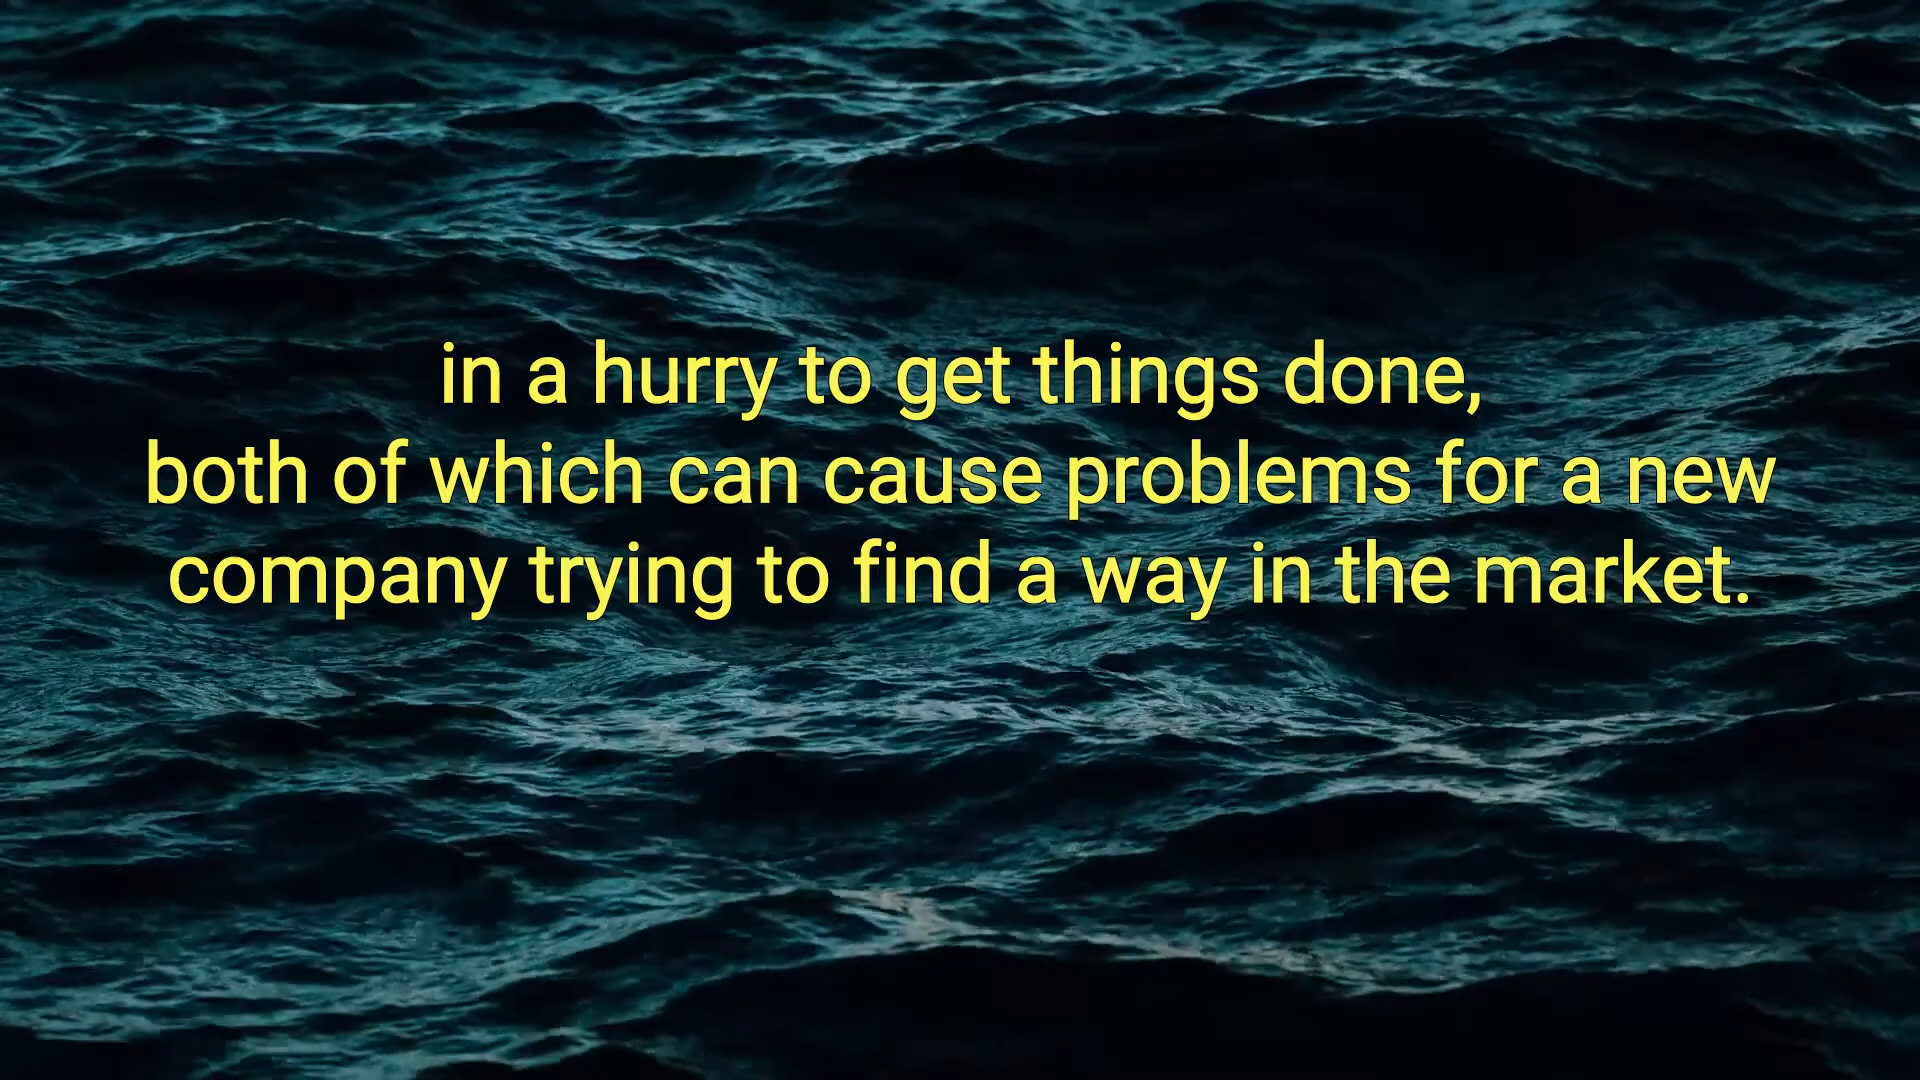 in a hurry to get things done,
both of which can cause problems for a new
company trying to find a way in the market.